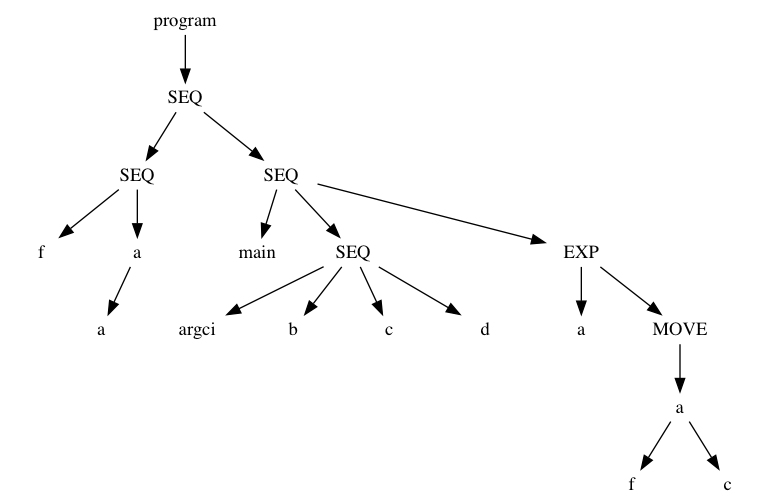 program
SEQ
SEQ SEQ
f a main SEQ EXP
a argci b c d a MOVE
a
f c